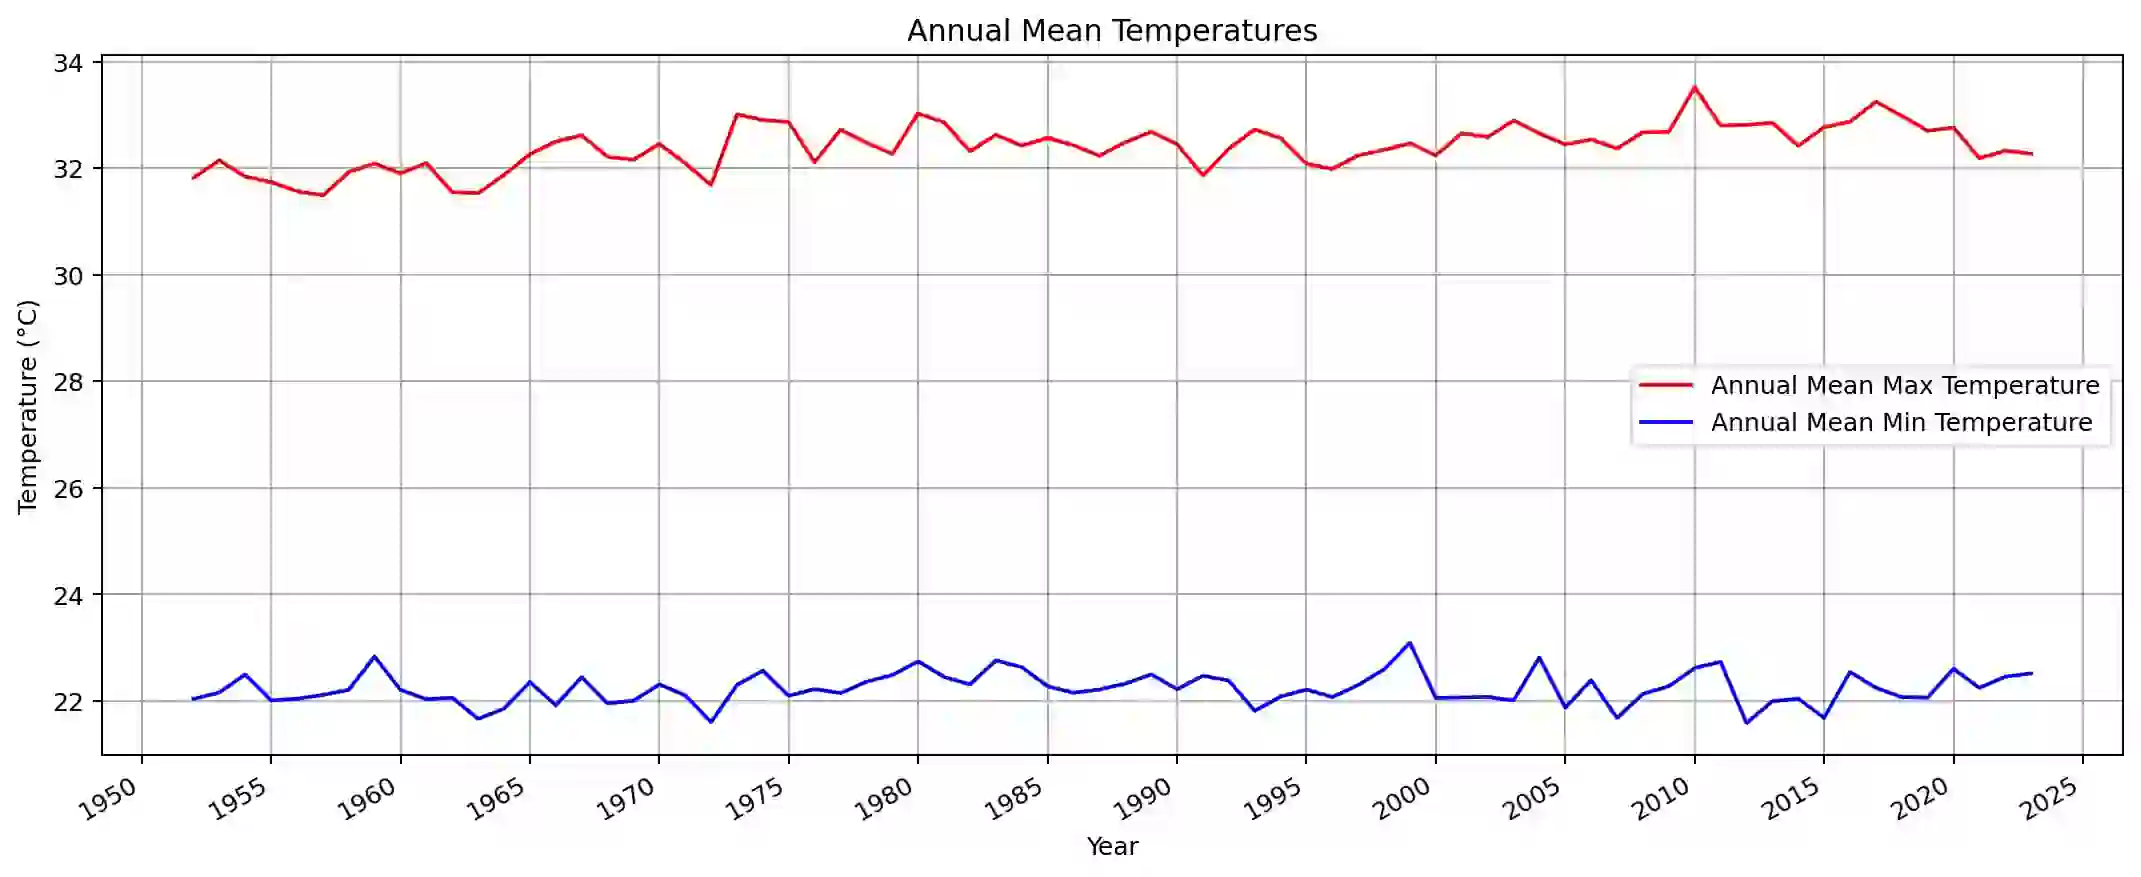 Annual Mean Temperatures
34
32
30
28
26
24
22
Temperature (°C)
Annual Mean Max Temperature
Annual Mean Min Temperature
1950 1955 1960 1965 1970 1975 1980 1985 1990 1995 2000 2005 2010 2015 2020 2025
Year